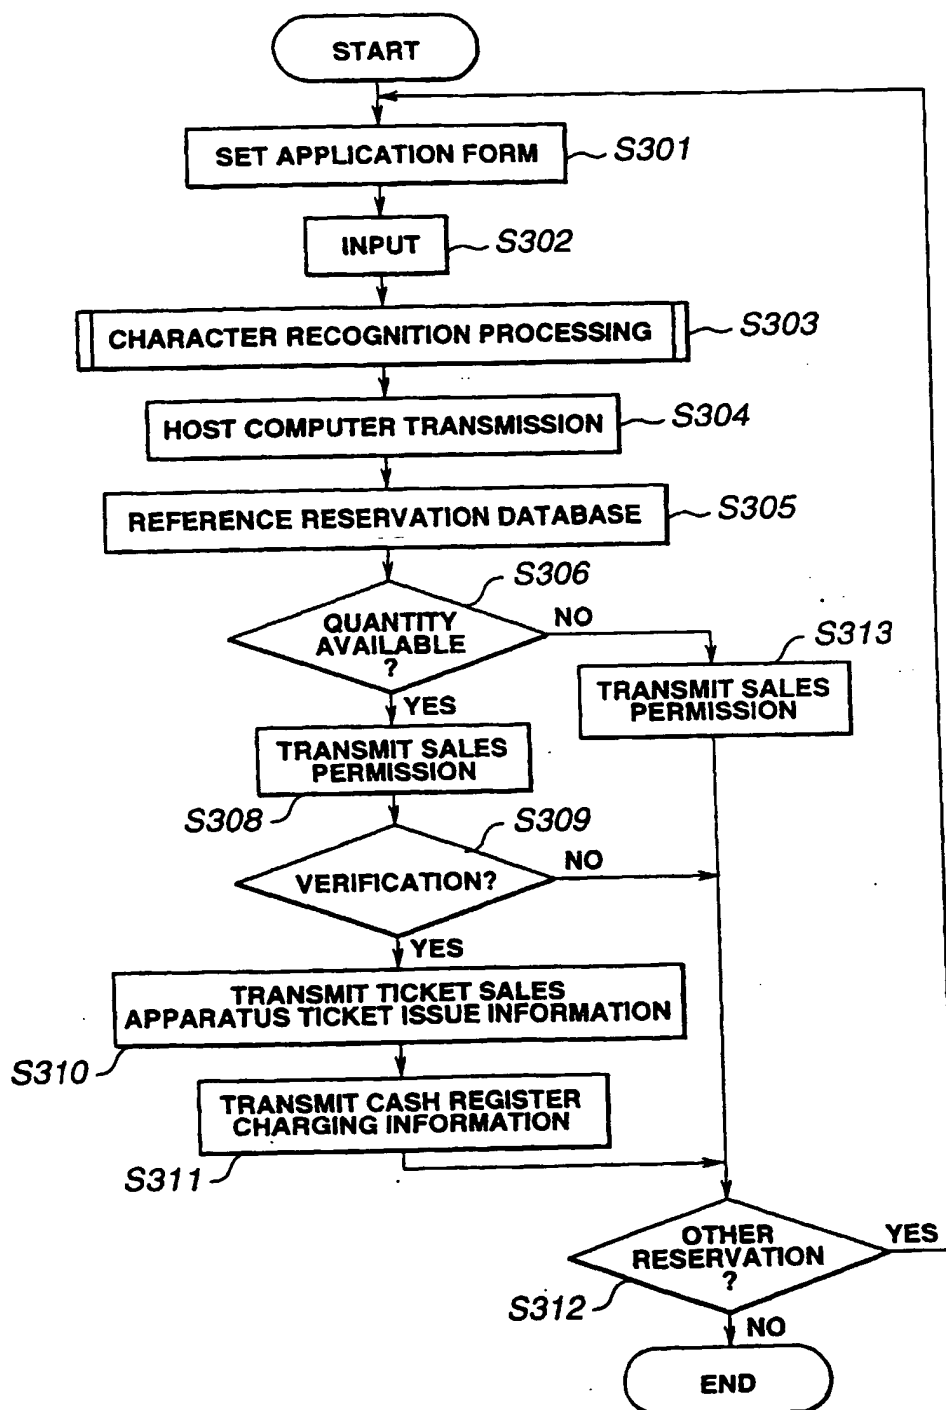 START
SET APPLICATION FORM
S301
INPUT
S302
CHARACTER RECOGNITION PROCESSING
S303
HOST COMPUTER TRANSMISSION
S304
REFERENCE RESERVATION DATABASE
S305
S306
QUANTITY
AVAILABLE
?
NO
YES
S313
TRANSMIT SALES
PERMISSION
TRANSMIT SALES
PERMISSION
S308
S309
VERIFICATION?
NO
YES
TRANSMIT TICKET SALES
APPARATUS TICKET ISSUE INFORMATION
S310
TRANSMIT CASH REGISTER
CHARGING INFORMATION
S311
OTHER
RESERVATION
?
YES
S312
NO
END